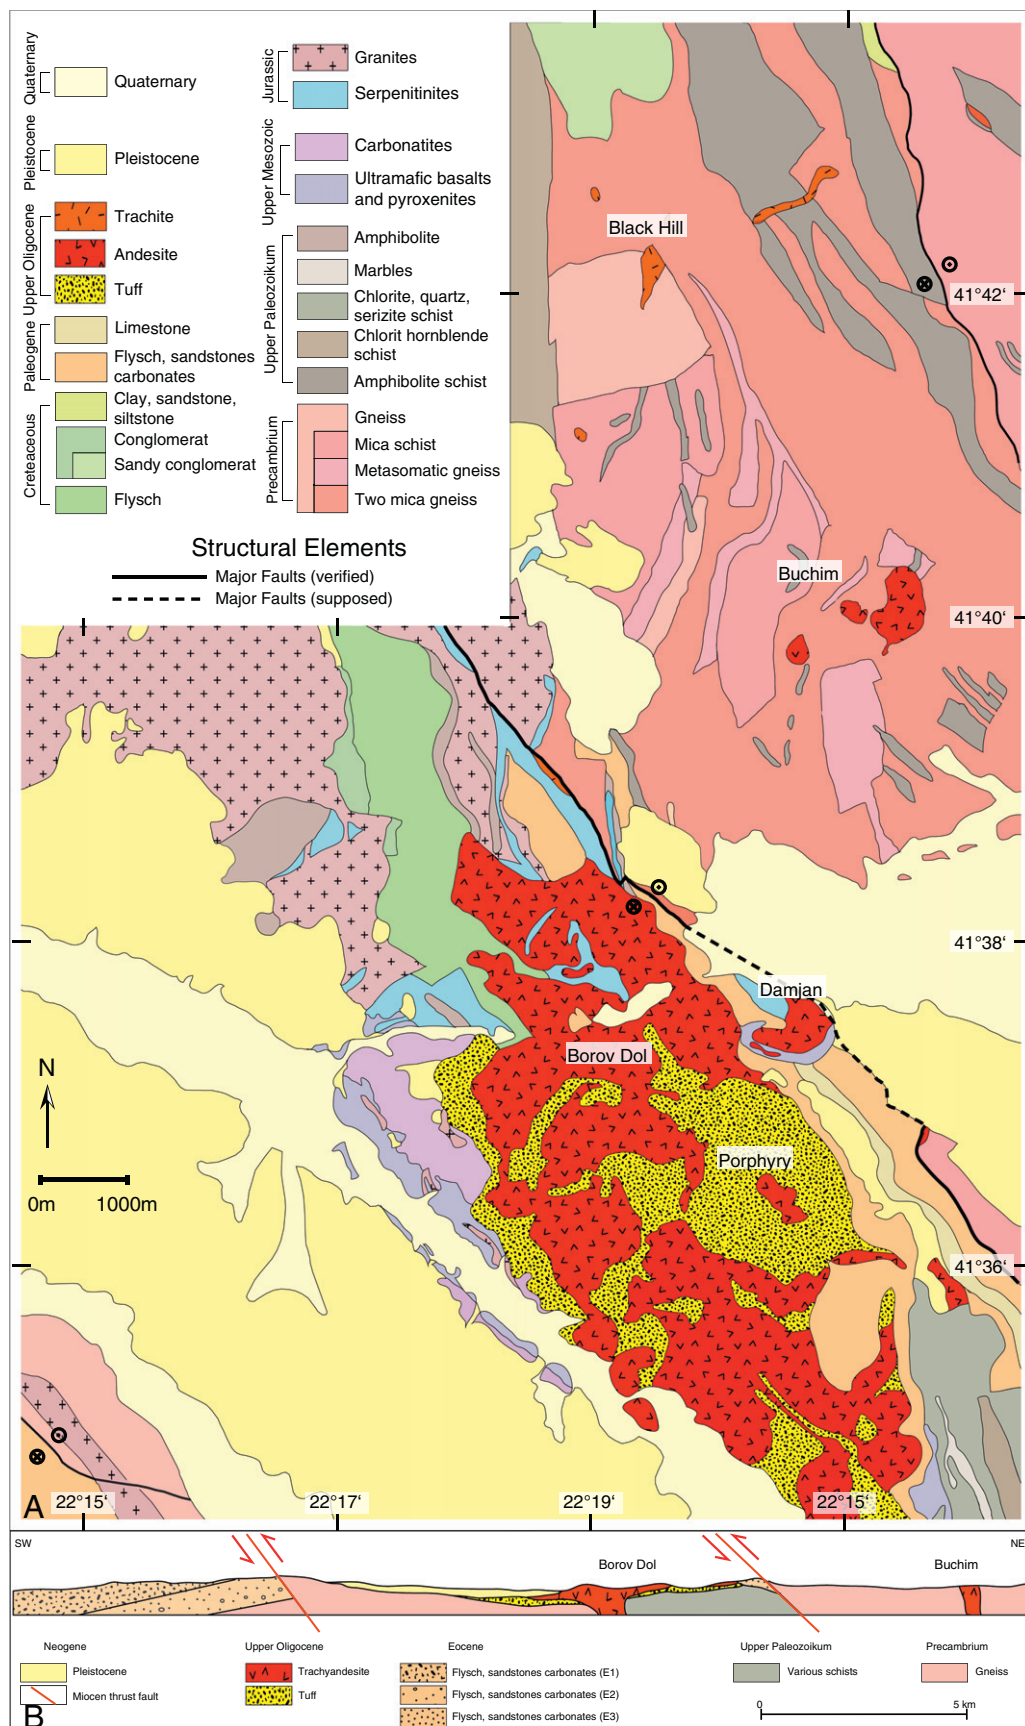 Quaternary
Quaternary
Pleistocene
Pleistocene
Upper Oligocene
Trachite
Andesite
Tuff
Paleogene
Limestone
Flysch, sandstones
carbonates
Creteaceous
Clay, sandstone,
siltstone
Conglomerat
Sandy conglomerat
Flysch
Jurassic
Granites
Serpenitinites
Upper Mesozoic
Carbonatites
Ultramafic basalts
and pyroxenites
Upper Paleozoikum
Amphibolite
Marbles
Chlorite, quartz,
serizite schist
Chlorit hornblende
schist
Amphibolite schist
Precambrium
Gneiss
Mica schist
Metasomatic gneiss
Two mica gneiss
Structural Elements
Major Faults (verified)
Major Faults (supposed)
Black Hill
41°42‘
Buchim
41°40‘
41°38‘
Damjan
Borov Dol
N
Porphyry
0m 1000m
41°36‘
A
22°15‘ 22°17‘ 22°19‘ 22°15‘
SW NE
Borov Dol Buchim
Neogene Upper Oligocene Eocene Upper Paleozoikum Precambrium
Pleistocene Trachyandesite Flysch, sandstones carbonates (E1) Various schists Gneiss
Miocen thrust fault Tuff Flysch, sandstones carbonates (E2)
0 5 km
B Flysch, sandstones carbonates (E3)